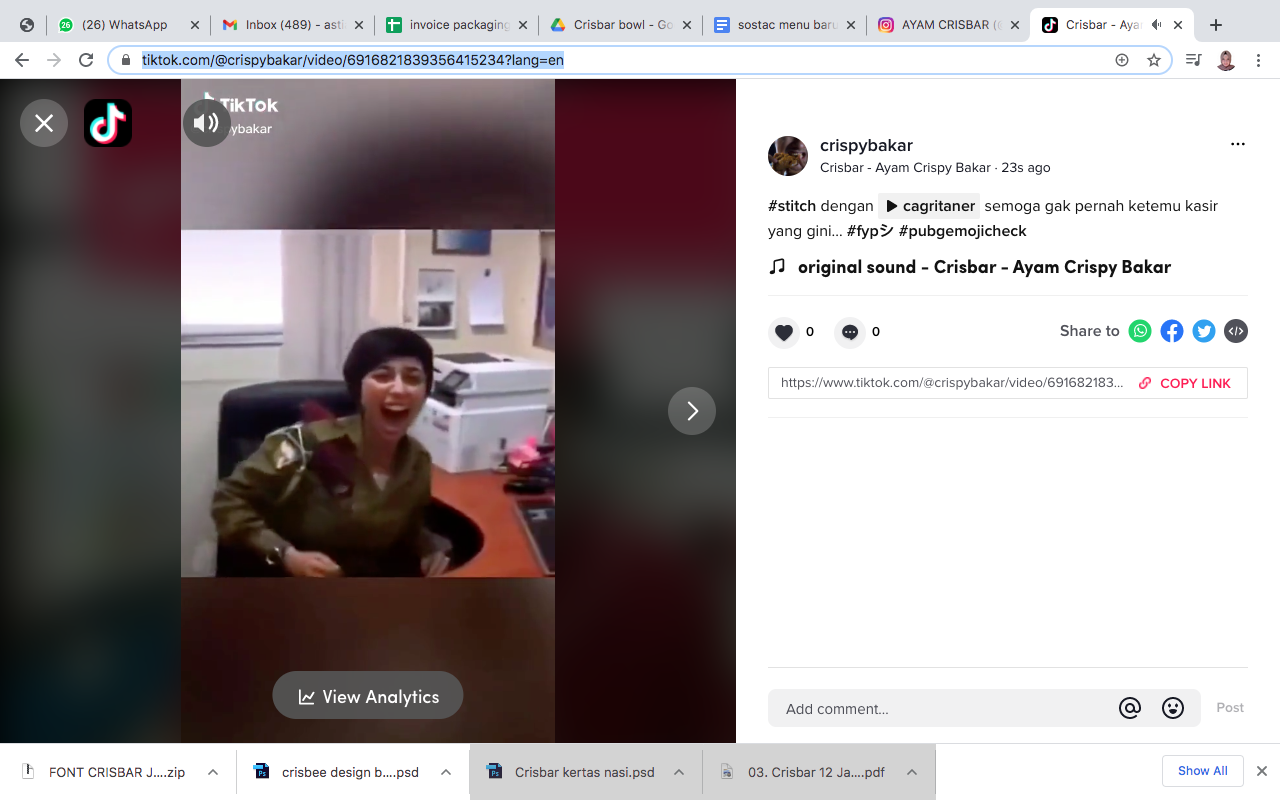 (26) WhatsApp
Inbox (489) - asti
invoice packaging
Crisbar bowl - Go
sostac menu baru
AYAM CRISBAR (@
Crisbar - Ayam
tiktok.com/@crispybakar/video/6916821839356415234?lang=en
TikTok
ybakar
crispybakar
Crisbar - Ayam Crispy Bakar · 23s ago
#stitch dengan ▶ cagritaner semoga gak pernah ketemu kasir
yang gini... #fypシ #pubgemojicheck
original sound - Crisbar - Ayam Crispy Bakar
0
0
Share to
https://www.tiktok.com/@crispybakar/video/691682183...
COPY LINK
View Analytics
Add comment...
Post
FONT CRISBAR J....zip
crisbee design b....psd
Crisbar kertas nasi.psd
03. Crisbar 12 Ja....pdf
Show All